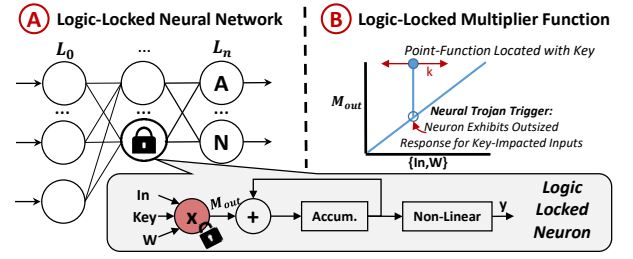 A Logic-Locked Neural Network
L0 ... Ln
A
... ... ...
N
In
Key
W
x
Mout
+
Accum.
Non-Linear
y
Logic
Locked
Neuron
B Logic-Locked Multiplier Function
Point-Function Located with Key
k
Mout
Neural Trojan Trigger:
Neuron Exhibits Outsized
Response for Key-Impacted Inputs
{In,W}